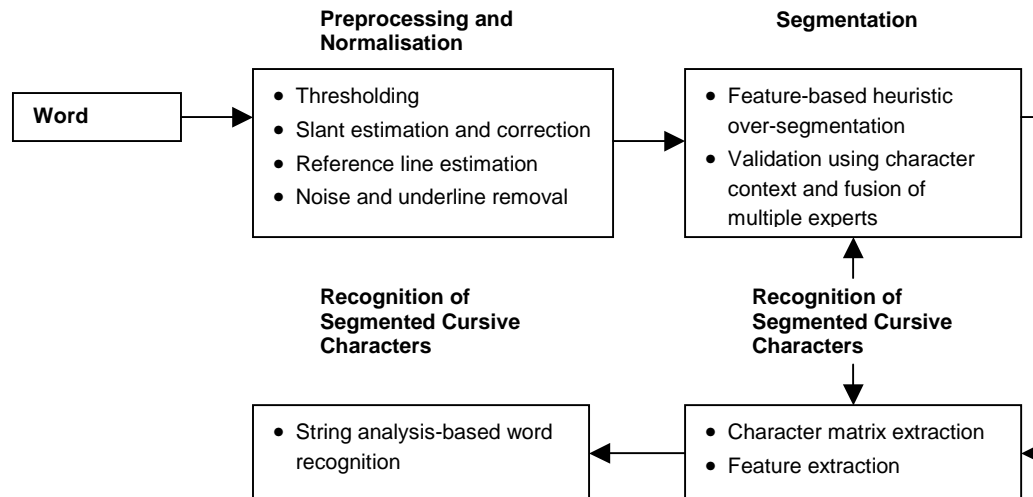 Preprepcessing and
Normalisation
Segmentation
Word
• Thresholding
• Slant estimation and correction
• Reference line estimation
• Noise and underline removal
• Feature-based heuristic
over-segmentation
• Validation using character
context and fusion of
multiple experts
Recognition of
Segmented Cursive
Characters
Recognition of
Segmented Cursive
Characters
• String analysis-based word
recognition
• Character matrix extraction
• Feature extraction